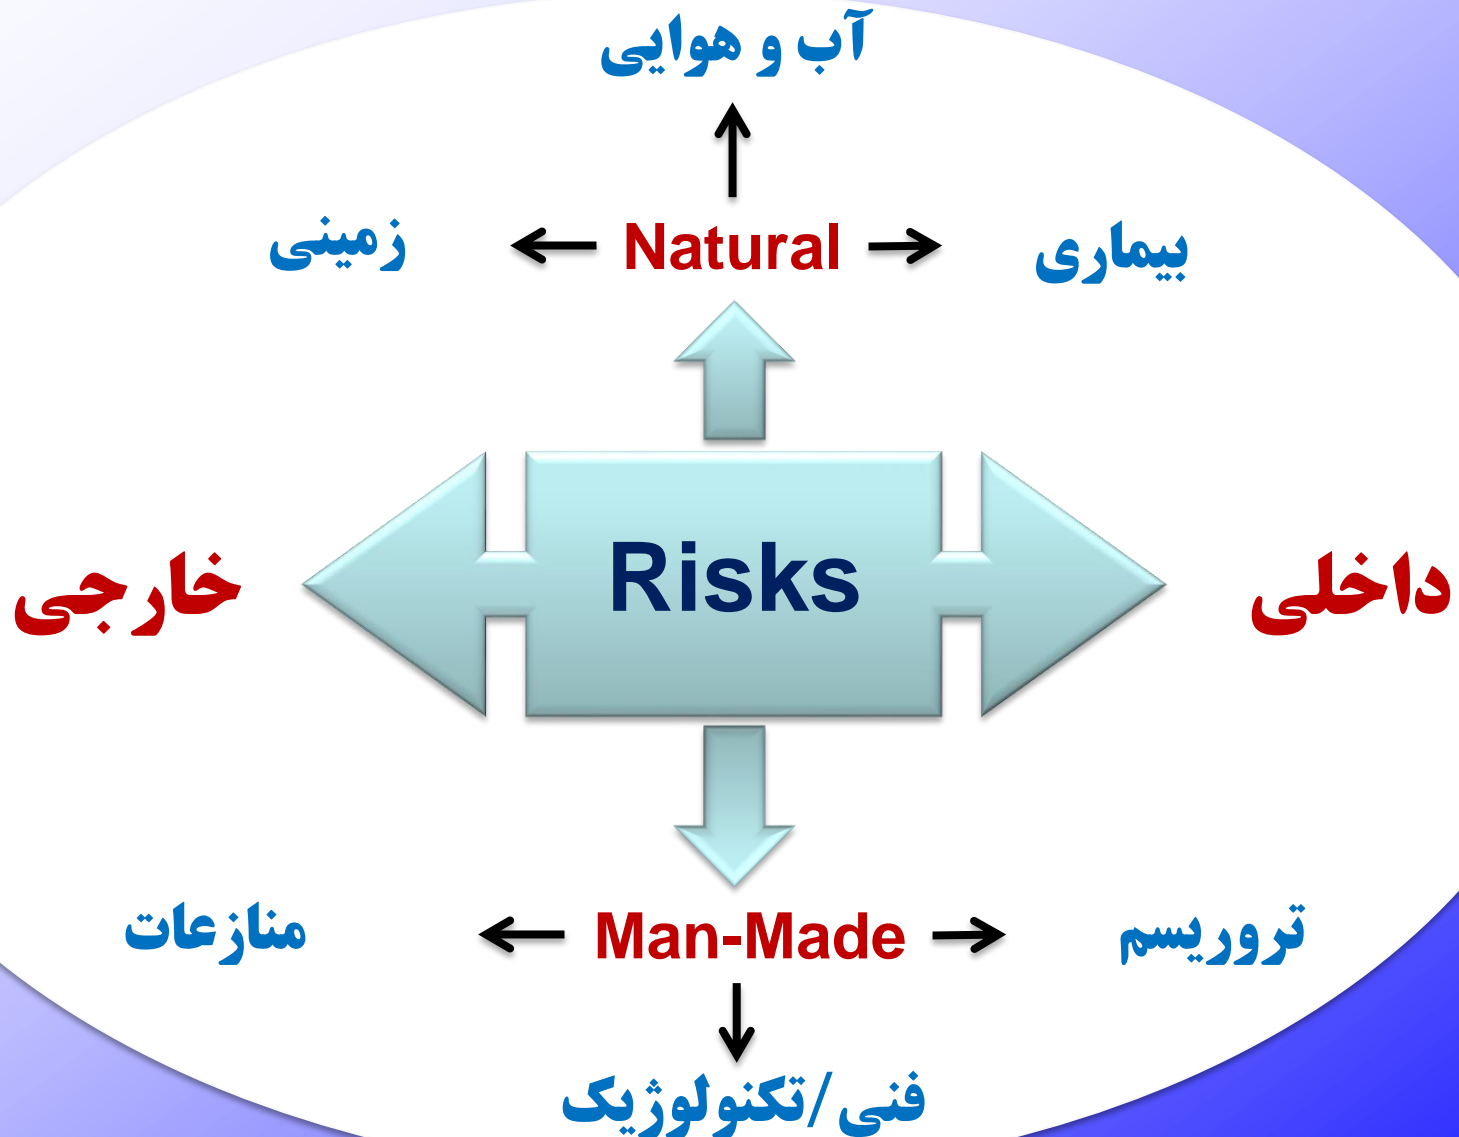 آب و هوایی
زمینی
Natural
بیماری
خارجی
Risks
داخلی
منازعات
Man-Made
تروریسم
فنی/تکنولوژیک